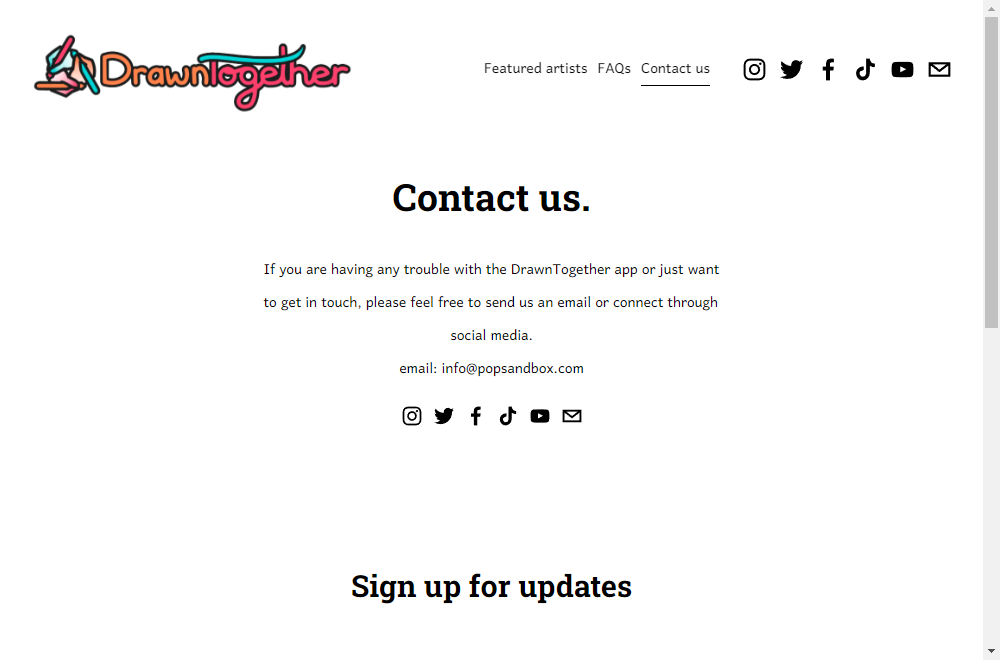 DrawnTogether
Featured artists FAQs Contact us
Contact us.
If you are having any trouble with the DrawnTogether app or just want
to get in touch, please feel free to send us an email or connect through
social media.
email: info@popsandbox.com
Sign up for updates